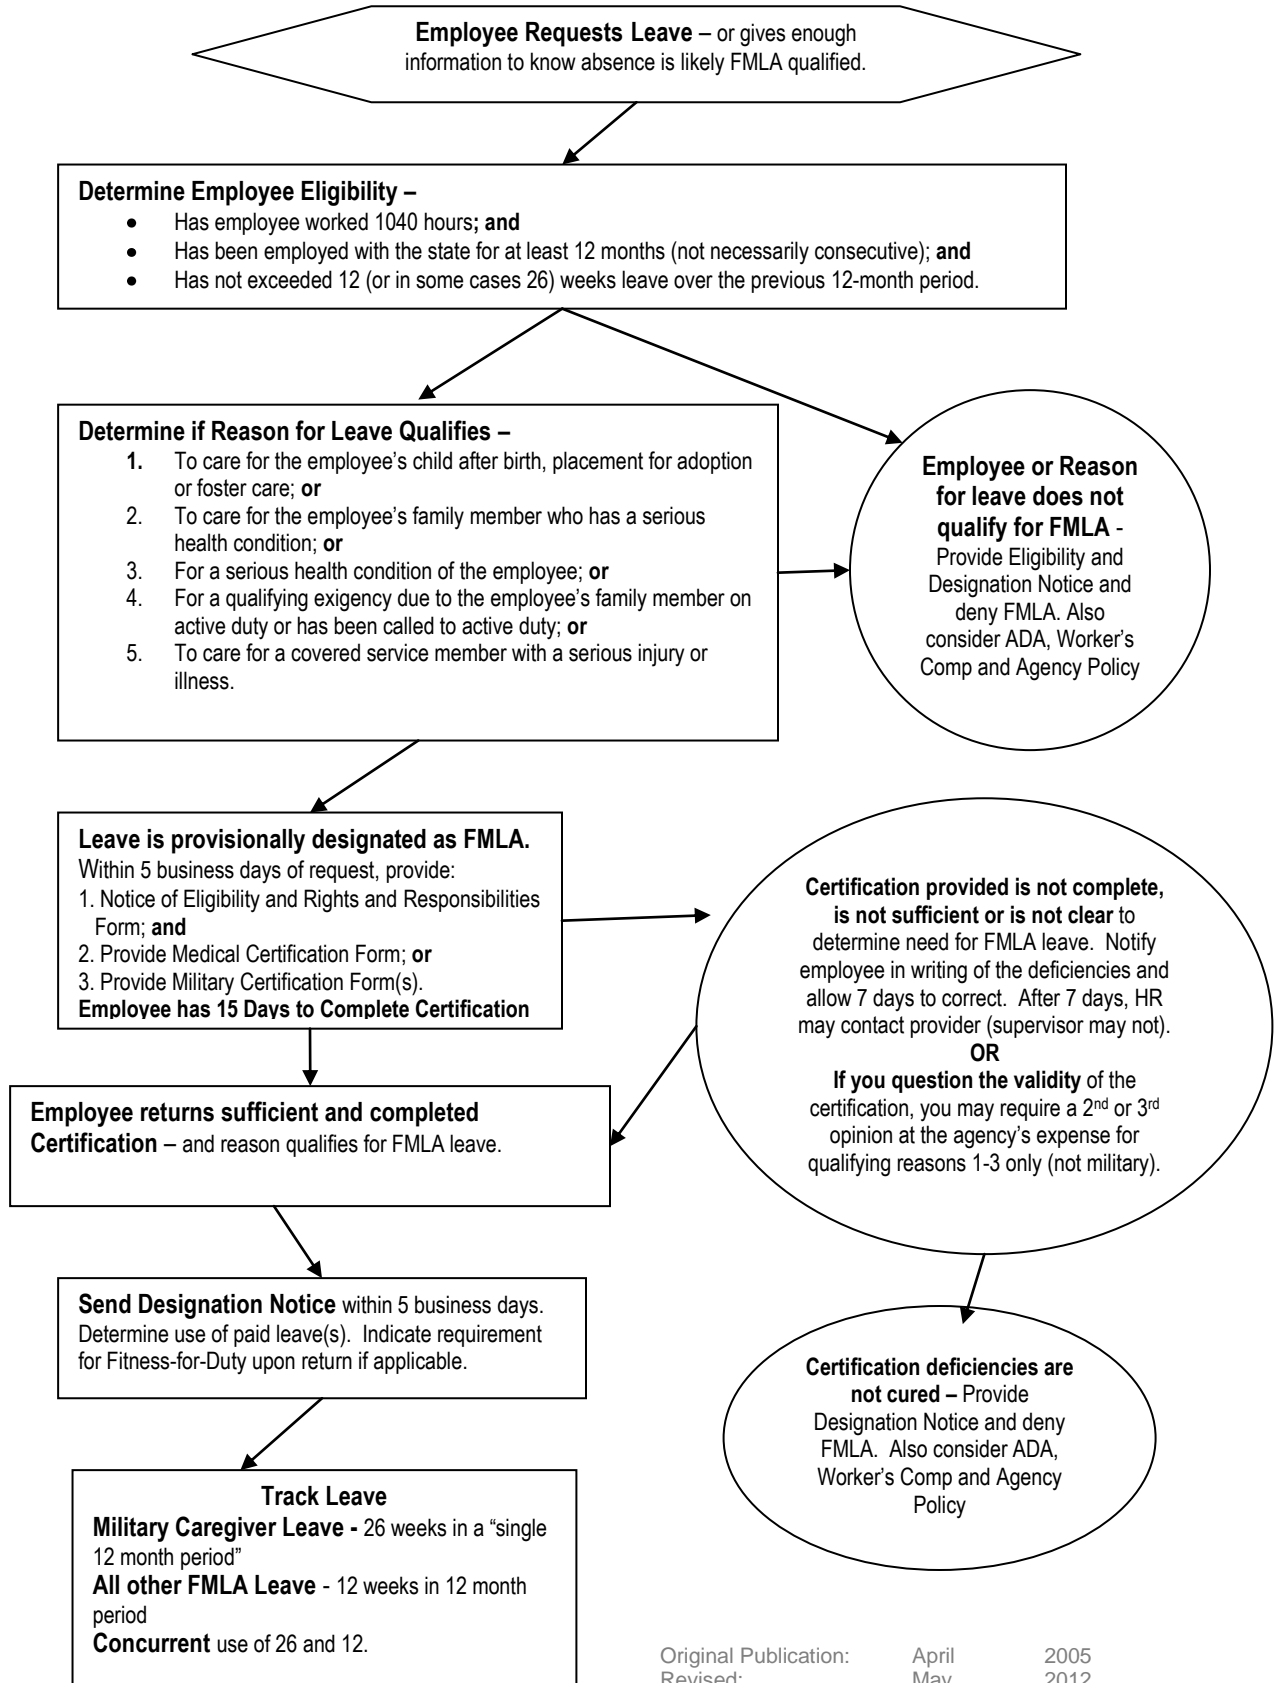 Employee Requests Leave – or gives enough
information to know absence is likely FMLA qualified.
Determine Employee Eligibility –
• Has employee worked 1040 hours; and
• Has been employed with the state for at least 12 months (not necessarily consecutive); and
• Has not exceeded 12 (or in some cases 26) weeks leave over the previous 12-month period.
Determine if Reason for Leave Qualifies –
1. To care for the employee's child after birth, placement for adoption
or foster care; or
2. To care for the employee's family member who has a serious
health condition; or
3. For a serious health condition of the employee; or
4. For a qualifying exigency due to the employee's family member on
active duty or has been called to active duty; or
5. To care for a covered service member with a serious injury or
illness.
Employee or Reason
for leave does not
qualify for FMLA -
Provide Eligibility and
Designation Notice and
deny FMLA. Also
consider ADA, Worker's
Comp and Agency Policy
Leave is provisionally designated as FMLA.
Within 5 business days of request, provide:
1. Notice of Eligibility and Rights and Responsibilities
Form; and
2. Provide Medical Certification Form; or
3. Provide Military Certification Form(s).
Employee has 15 Days to Complete Certification
Certification provided is not complete,
is not sufficient or is not clear to
determine need for FMLA leave. Notify
employee in writing of the deficiencies and
allow 7 days to correct. After 7 days, HR
may contact provider (supervisor may not).
OR
If you question the validity of the
certification, you may require a 2nd or 3rd
opinion at the agency's expense for
qualifying reasons 1-3 only (not military).
Employee returns sufficient and completed
Certification – and reason qualifies for FMLA leave.
Send Designation Notice within 5 business days.
Determine use of paid leave(s). Indicate requirement
for Fitness-for-Duty upon return if applicable.
Certification deficiencies are
not cured – Provide
Designation Notice and deny
FMLA. Also consider ADA,
Worker's Comp and Agency
Policy
Track Leave
Military Caregiver Leave - 26 weeks in a “single
12 month period”
All other FMLA Leave - 12 weeks in 12 month
period
Concurrent use of 26 and 12.
Original Publication: April 2005
Revised: May 2012